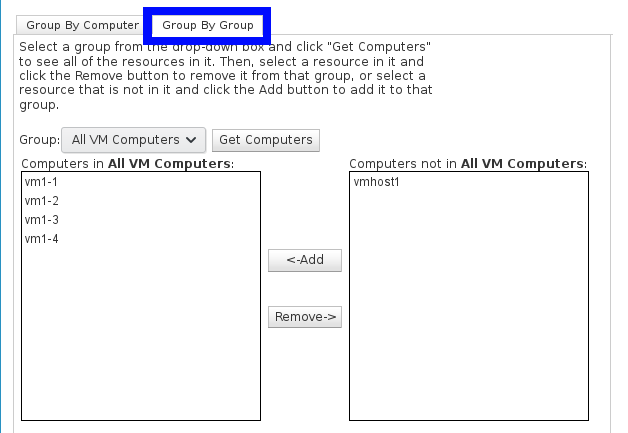 Group By Computer Group By Group
Select a group from the drop-down box and click "Get Computers"
to see all of the resources in it. Then, select a resource in it and
click the Remove button to remove it from that group, or select a
resource that is not in it and click the Add button to add it to that
group.
Group: All VM Computers Get Computers
Computers in All VM Computers: Computers not in All VM Computers:
vm1-1 vmhost1
vm1-2
vm1-3
vm1-4
<-Add
Remove->